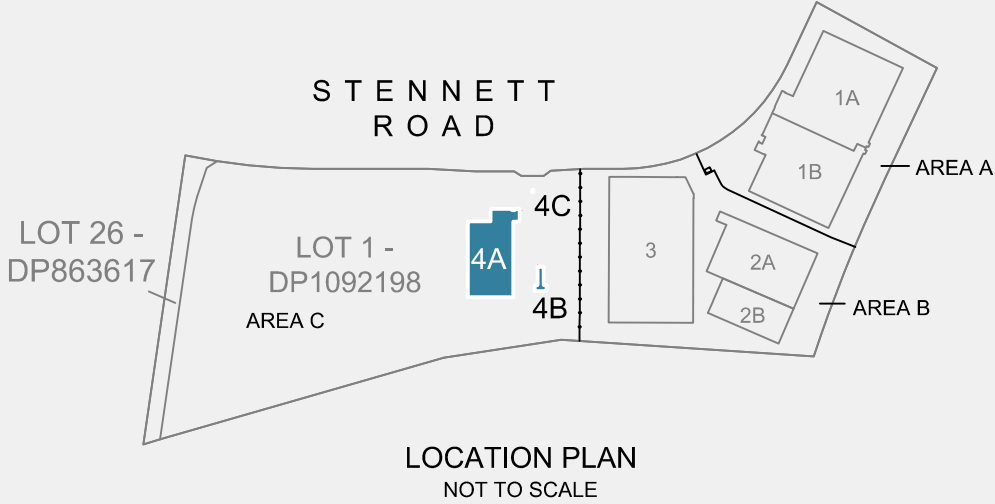 STENNETT
ROAD
1A
1B
AREA A
4C
LOT 26 -
DP863617
LOT 1 -
DP1092198
4A
3
2A
AREA C
4B
2B
AREA B
LOCATION PLAN
NOT TO SCALE